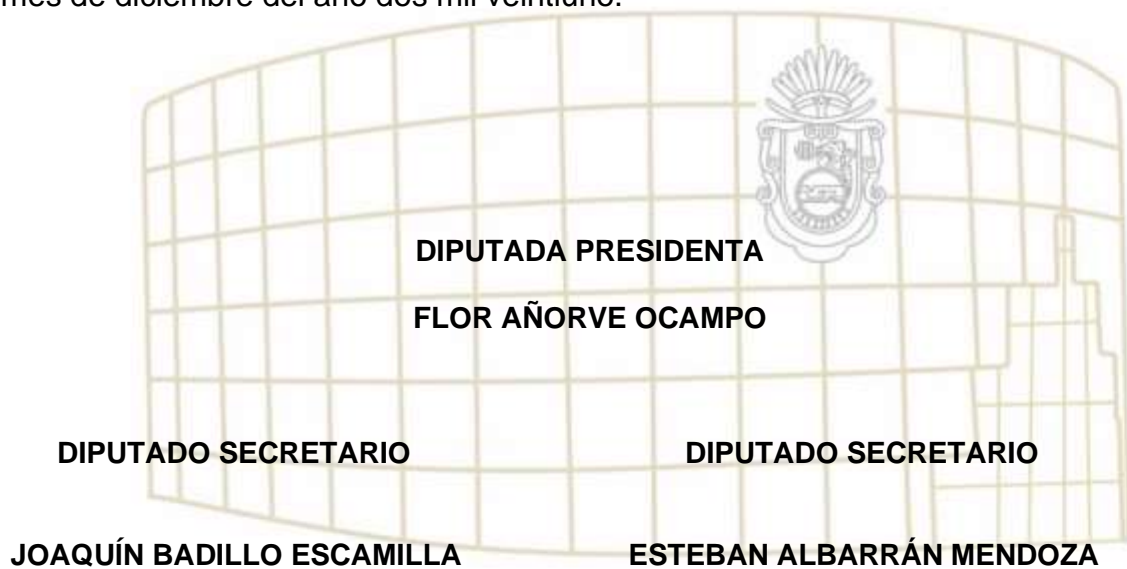 mes de diciembre del año dos mil veintiuno.
DIPUTADA PRESIDENTA
FLOR AÑORVE OCAMPO
DIPUTADO SECRETARIO DIPUTADO SECRETARIO
JOAQUÍN BADILLO ESCAMILLA ESTEBAN ALBARRÁN MENDOZA